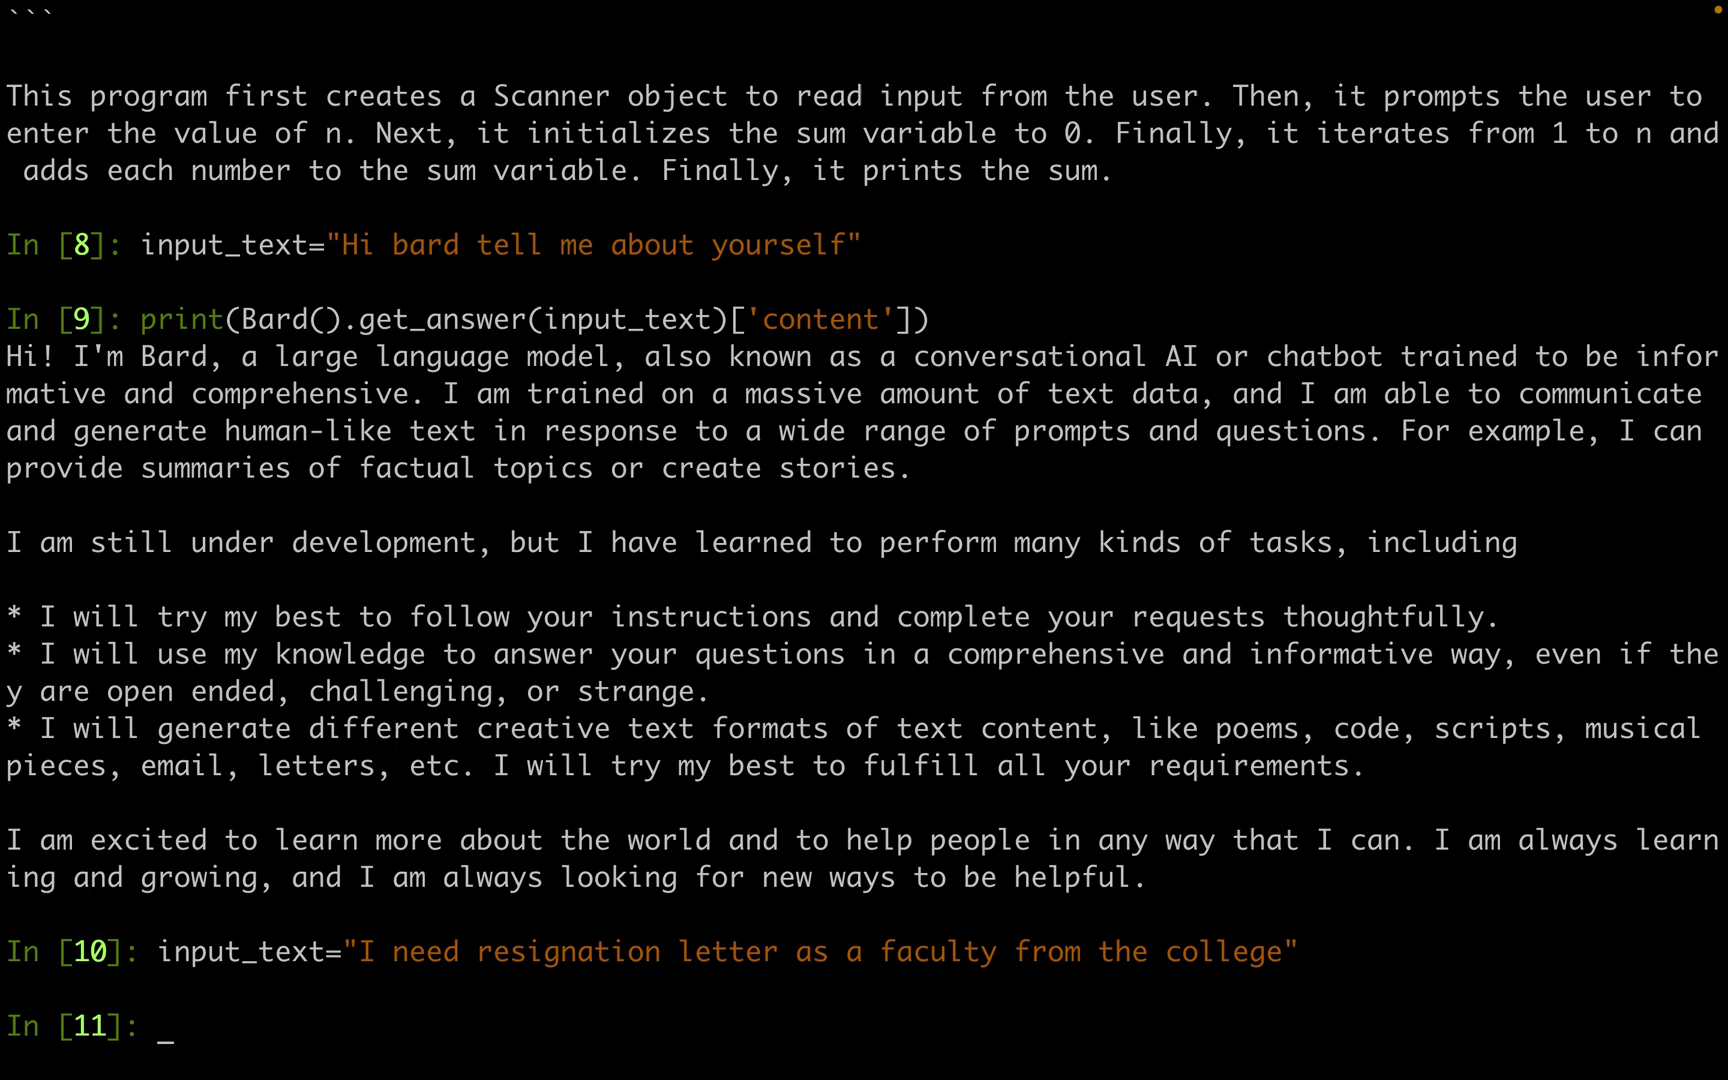 ```
This program first creates a Scanner object to read input from the user. Then, it prompts the user to
enter the value of n. Next, it initializes the sum variable to 0. Finally, it iterates from 1 to n and
 adds each number to the sum variable. Finally, it prints the sum.
In [8]: input_text="Hi bard tell me about yourself"
In [9]: print(Bard().get_answer(input_text)['content'])
Hi! I'm Bard, a large language model, also known as a conversational AI or chatbot trained to be infor
mative and comprehensive. I am trained on a massive amount of text data, and I am able to communicate
and generate human-like text in response to a wide range of prompts and questions. For example, I can
provide summaries of factual topics or create stories.
I am still under development, but I have learned to perform many kinds of tasks, including
* I will try my best to follow your instructions and complete your requests thoughtfully.
* I will use my knowledge to answer your questions in a comprehensive and informative way, even if the
y are open ended, challenging, or strange.
* I will generate different creative text formats of text content, like poems, code, scripts, musical
pieces, email, letters, etc. I will try my best to fulfill all your requirements.
I am excited to learn more about the world and to help people in any way that I can. I am always learn
ing and growing, and I am always looking for new ways to be helpful.
In [10]: input_text="I need resignation letter as a faculty from the college"
In [11]: _